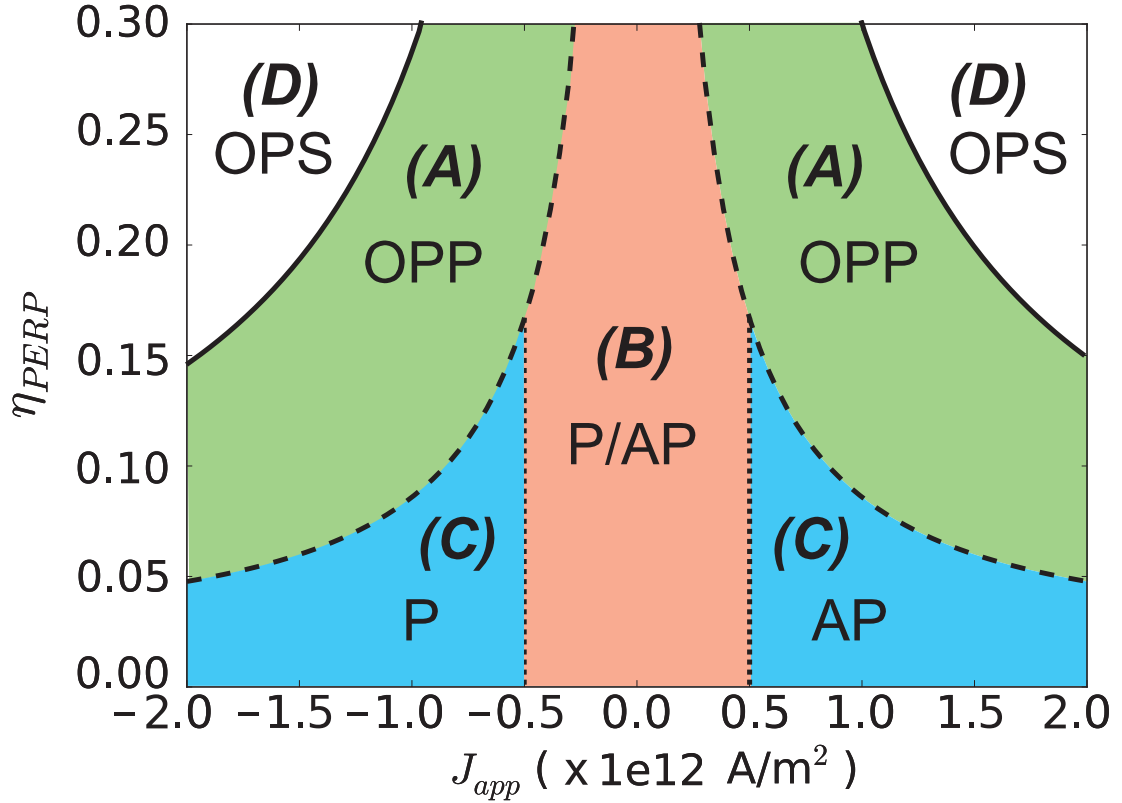 0.30
0.25
0.20
0.15
0.10
0.05
0.00
η_PERP
(D)
OPS
(A)
OPP
(B)
P/AP
(C)
P
(A)
OPP
(D)
OPS
(C)
AP
−2.0 −1.5 −1.0 −0.5 0.0 0.5 1.0 1.5 2.0
J_app ( x 1e12 A/m²)